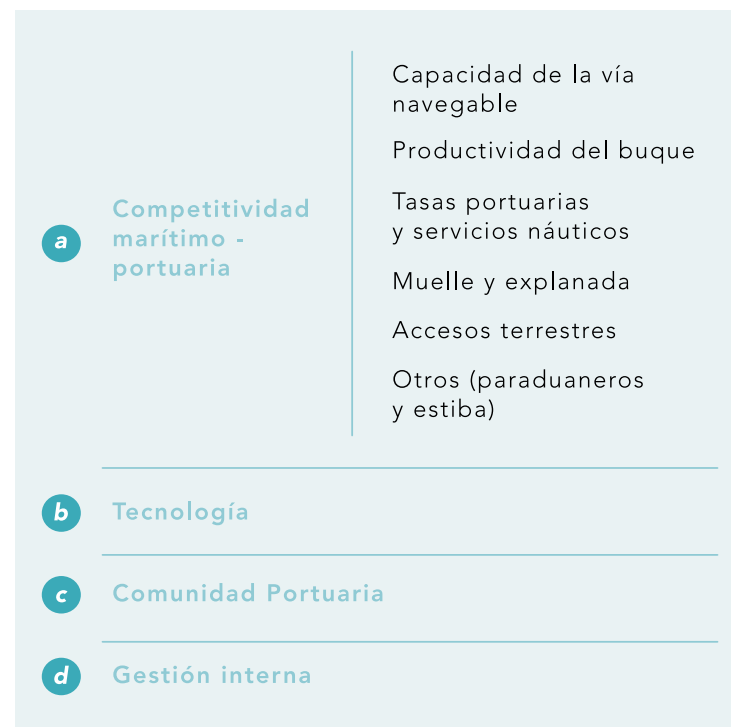 a
Competitividad
marítimo -
portuaria
Capacidad de la vía
navegable
Productividad del buque
Tasas portuarias
y servicios náuticos
Muelle y explanada
Accesos terrestres
Otros (paraduaneros
y estiba)
b Tecnología
c Comunidad Portuaria
d Gestión interna